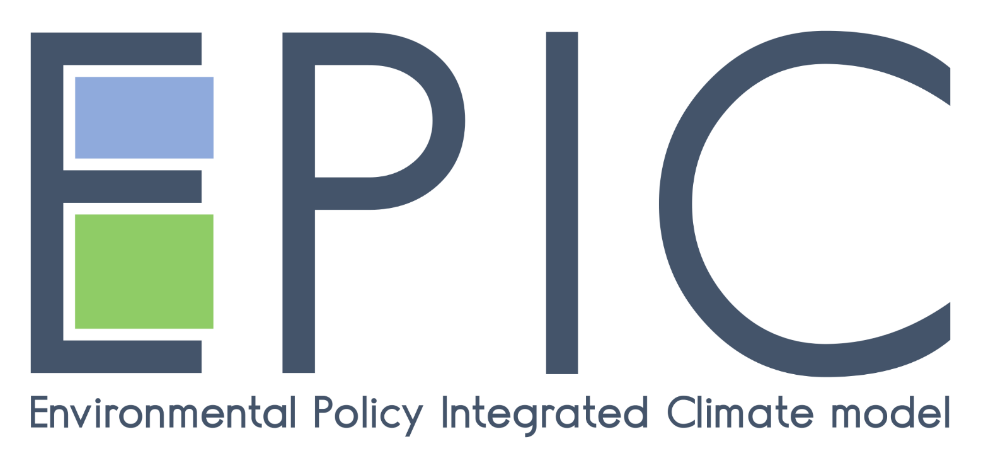 EPIC
Environmental Policy Integrated Climate model